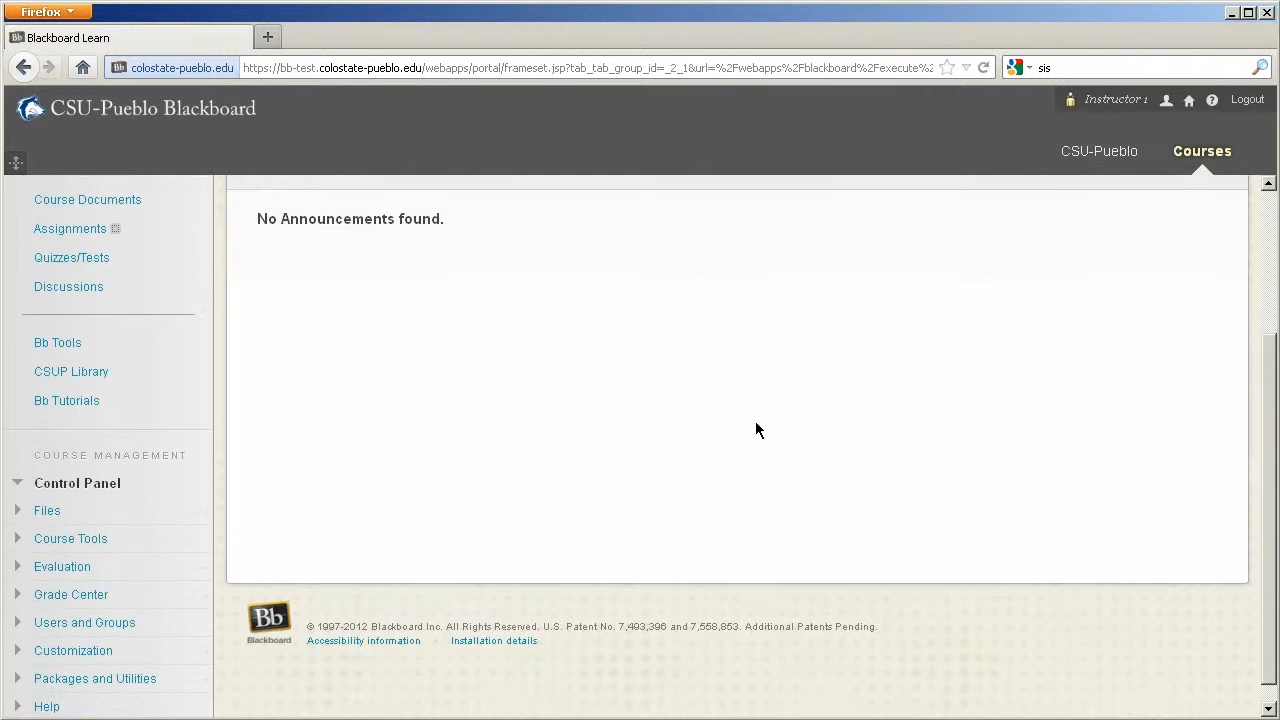 Firefox
Blackboard Learn
colostate-pueblo.edu
https://bb-test.colostate-pueblo.edu/webapps/portal/frameset.jsp?tab_tab_group_id=_2_1&url=%2Fwebapps%2Fblackboard%2Fexecute%2
sis
CSU-Pueblo Blackboard
Instructor 1
Logout
CSU-Pueblo
Courses
Course Documents
Assignments
Quizzes/Tests
Discussions
Bb Tools
CSUP Library
Bb Tutorials
COURSE MANAGEMENT
Control Panel
Files
Course Tools
Evaluation
Grade Center
Users and Groups
Customization
Packages and Utilities
Help
No Announcements found.
Bb
Blackboard
© 1997-2012 Blackboard Inc. All Rights Reserved. U.S. Patent No. 7,493,396 and 7,558,853. Additional Patents Pending.
Accessibility information
Installation details